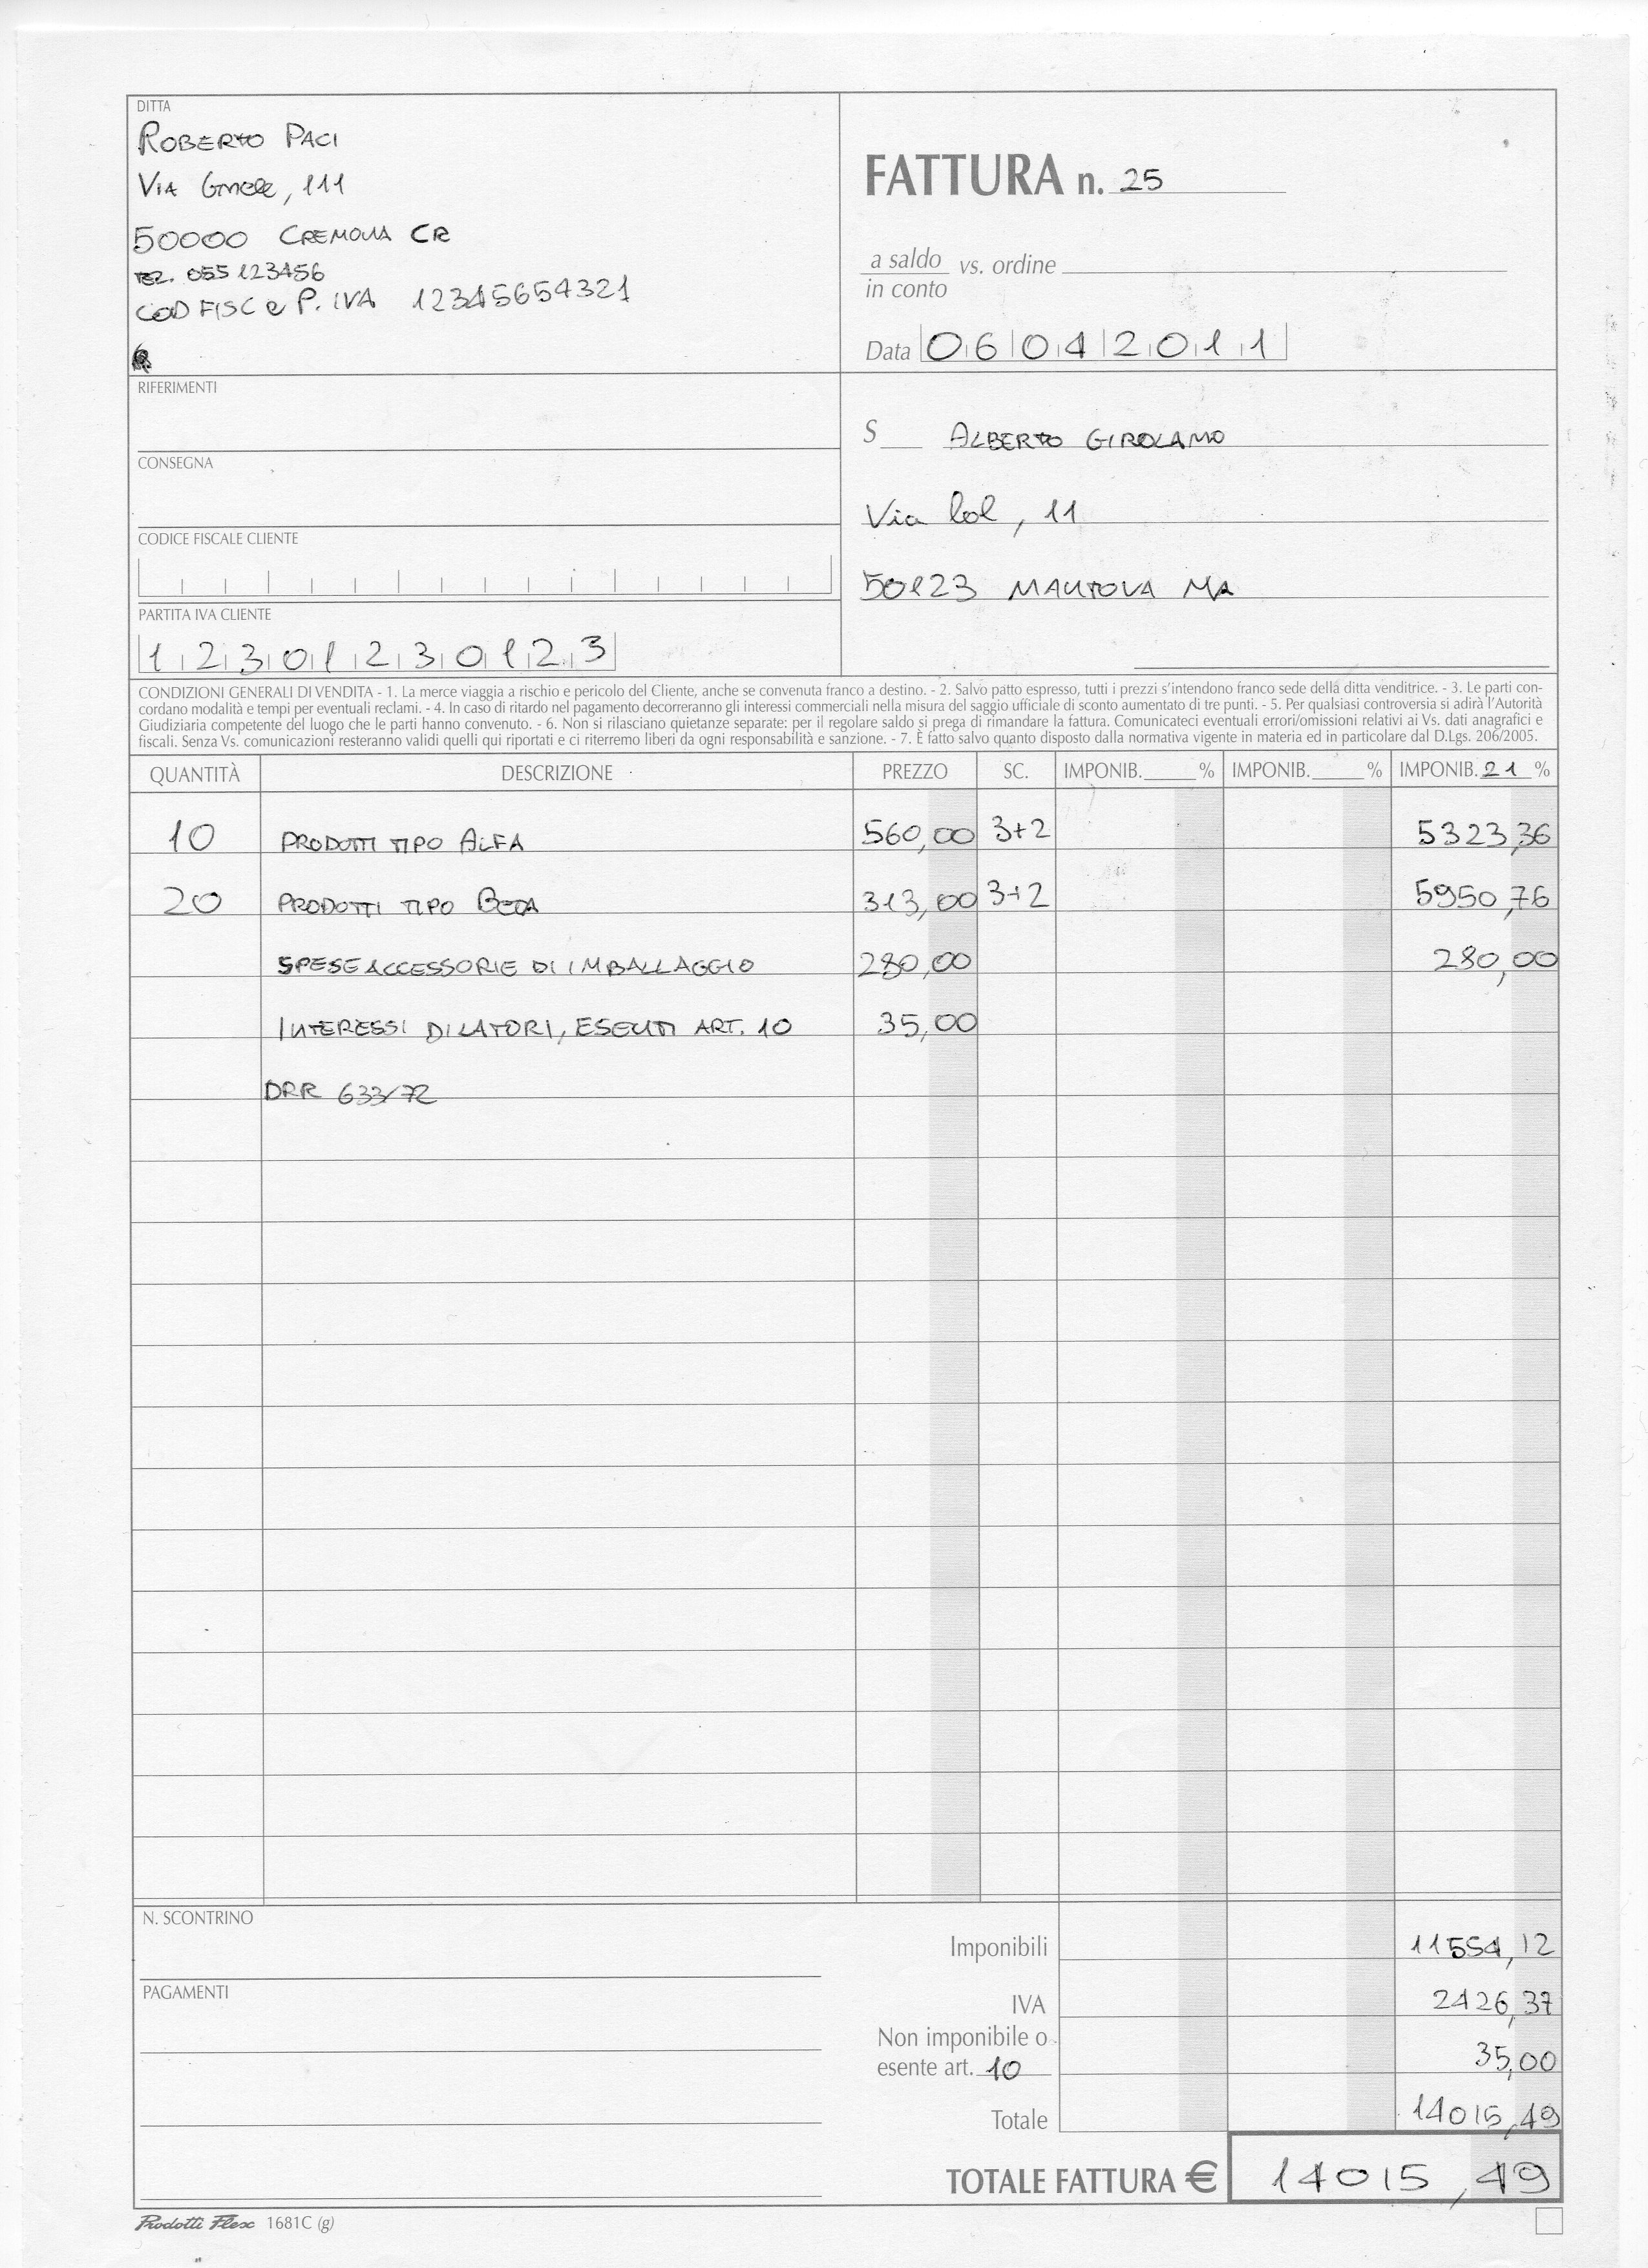 DITTA
ROBERTO PACI
VIA Gmele, 111
50000 CREMONA CR
TEL. 055 123456
COD FISC e P. IVA 12345654321
FATTURA n. 25
a saldo vs. ordine
in conto
Data 06042011
RIFERIMENTI
CONSEGNA
CODICE FISCALE CLIENTE
PARTITA IVA CLIENTE
12301230123
S
ALBERTO GIROLAMO
Via lol, 11
50123 MANTOVA MA
CONDIZIONI GENERALI DI VENDITA - 1. La merce viaggia a rischio e pericolo del Cliente, anche se convenuta franco a destino. - 2. Salvo patto espresso, tutti i prezzi s'intendono franco sede della ditta venditrice. - 3. Le parti con-
cordano modalità e tempi per eventuali reclami. - 4. In caso di ritardo nel pagamento decorreranno gli interessi commerciali nella misura del saggio ufficiale di sconto aumentato di tre punti. - 5. Per qualsiasi controversia si adirà l'Autorità
Giudiziaria competente del luogo che le parti hanno convenuto. - 6. Non si rilasciano quietanze separate: per il regolare saldo si prega di rimandare la fattura. Comunicateci eventuali errori/omissioni relativi ai Vs. dati anagrafici e
fiscali. Senza Vs. comunicazioni resteranno validi quelli qui riportati e ci riterremo liberi da ogni responsabilità e sanzione. - 7. È fatto salvo quanto disposto dalla normativa vigente in materia ed in particolare dal D.Lgs. 206/2005.
QUANTITÀ DESCRIZIONE PREZZO SC. IMPONIB. % IMPONIB. % IMPONIB. 21 %
10 PRODOTTI TIPO ALFA 560,00 3+2 5323,36
20 PRODOTTI TIPO BETA 313,00 3+2 5950,76
SPESE ACCESSORIE DI IMBALLAGGIO 280,00 280,00
INTERESSI DILATORI, ESENTI ART. 10 35,00
DRR 633/72
N. SCONTRINO
PAGAMENTI
Imponibili 11554,12
IVA 2426,37
Non imponibile o
esente art. 10 35,00
Totale 14015,49
TOTALE FATTURA € 14015,49
Prodotti Flex 1681C (g)